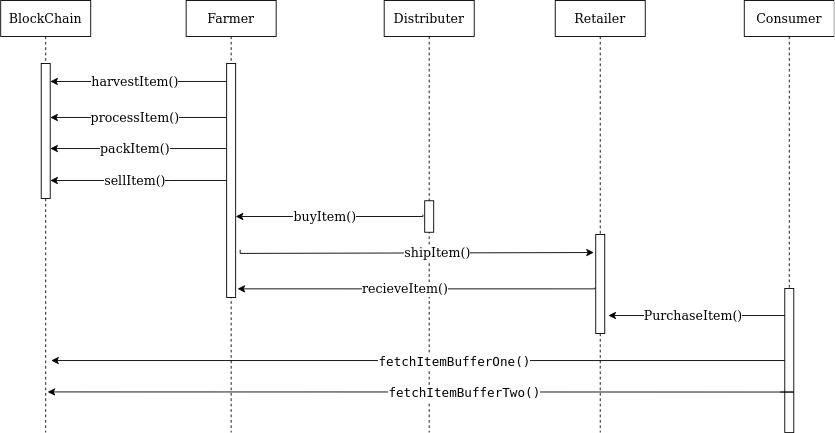 BlockChain
Farmer
Distributer
Retailer
Consumer
harvestItem()
processItem()
packItem()
sellItem()
buyItem()
shipItem()
recieveItem()
PurchaseItem()
fetchItemBufferOne()
fetchItemBufferTwo()